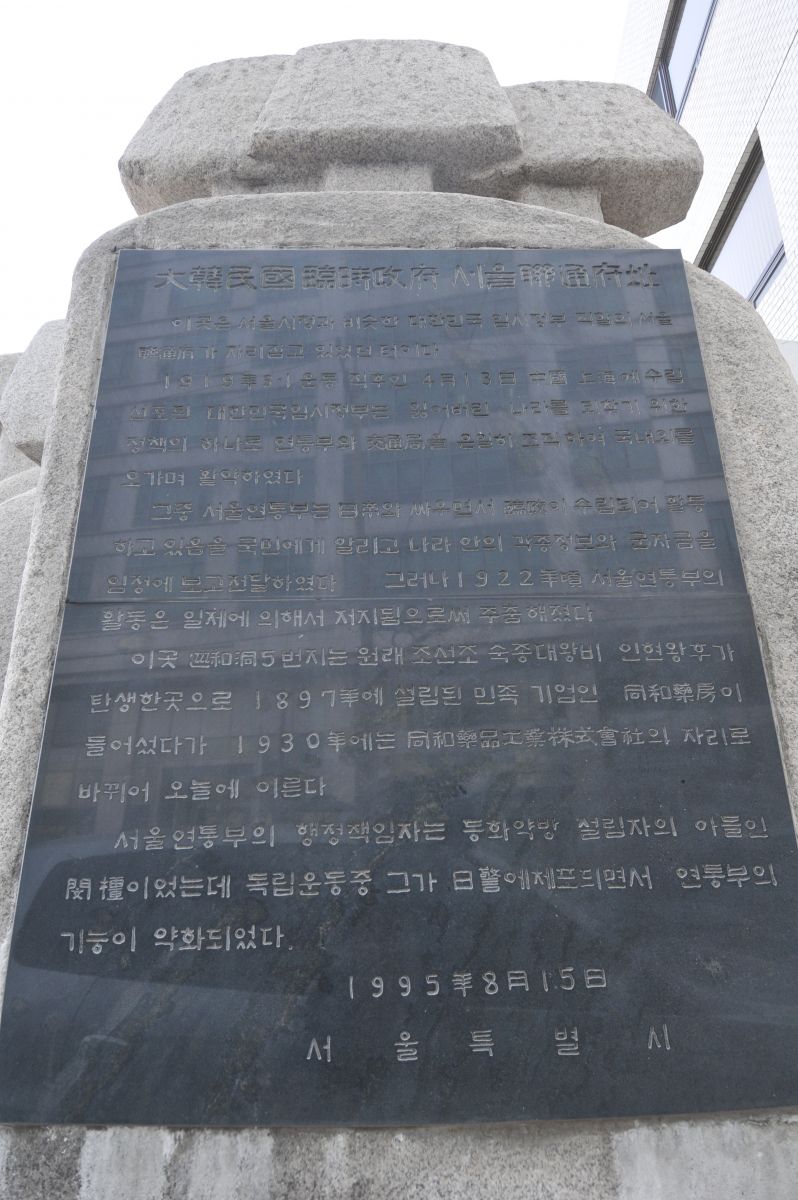 大韓民國臨時政府 서울聯通府址
이곳은 서울시청과 비슷한 대한민국 임시정부 직할의 서울
聯通府가 자리잡고 있었던 터이다
1919年3·1운동 직후인 4月13日 中國 上海에 수립
선포된 대한민국임시정부는 잃어버린 나라를 되찾기 위한
정책의 하나로 연통부와 交通局을 은밀히 조직하여 국내외를
오가며 활약하였다
그중 서울연통부는 日帝와 싸우면서 臨政이 수립되어 활동
하고 있음을 국민에게 알리고 나라 안의 각종정보와 군자금을
임정에 보고전달하였다 그러나 1922年頃 서울연통부의
활동은 일제에 의해서 저지됨으로써 주춤해졌다
이곳 巡和洞5번지는 원래 조선조 숙종대왕비 인현왕후가
탄생한곳으로 1897年에 설립된 민족 기업인 同和藥房이
들어섰다가 1930年에는 同和藥品工業株式會社의 자리로
바뀌어 오늘에 이른다
서울연통부의 행정책임자는 동화약방 설립자의 아들인
閔橿이었는데 독립운동중 그가 日警에체포되면서 연통부의
기능이 약화되었다.
1995年8月15日
서울특별시